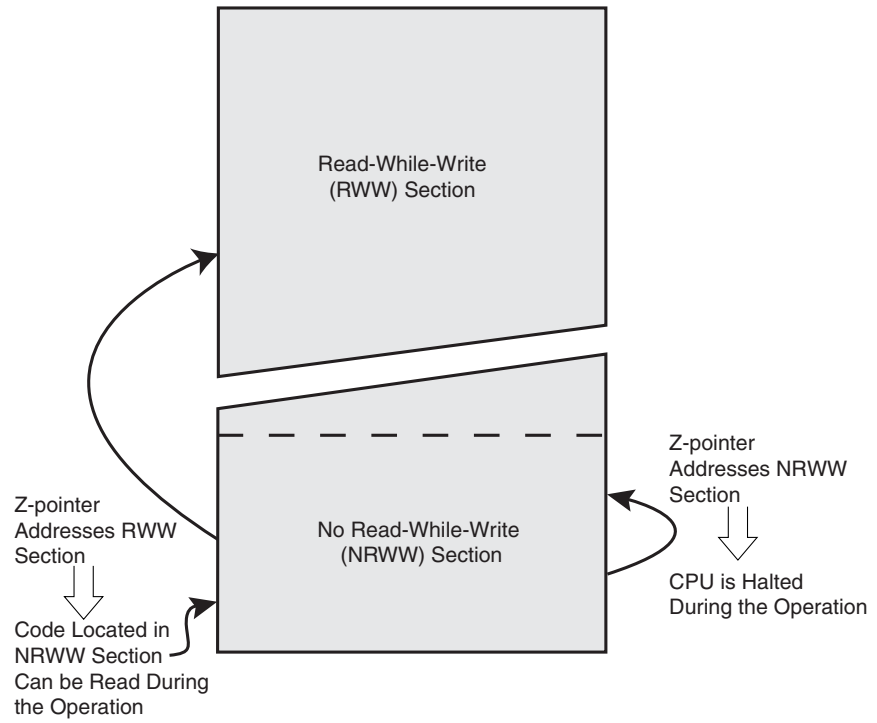 Read-While-Write
(RWW) Section
Z-pointer
Addresses NRWW
Section
Z-pointer
Addresses RWW
Section
No Read-While-Write
(NRWW) Section
CPU is Halted
During the Operation
Code Located in
NRWW Section
Can be Read During
the Operation